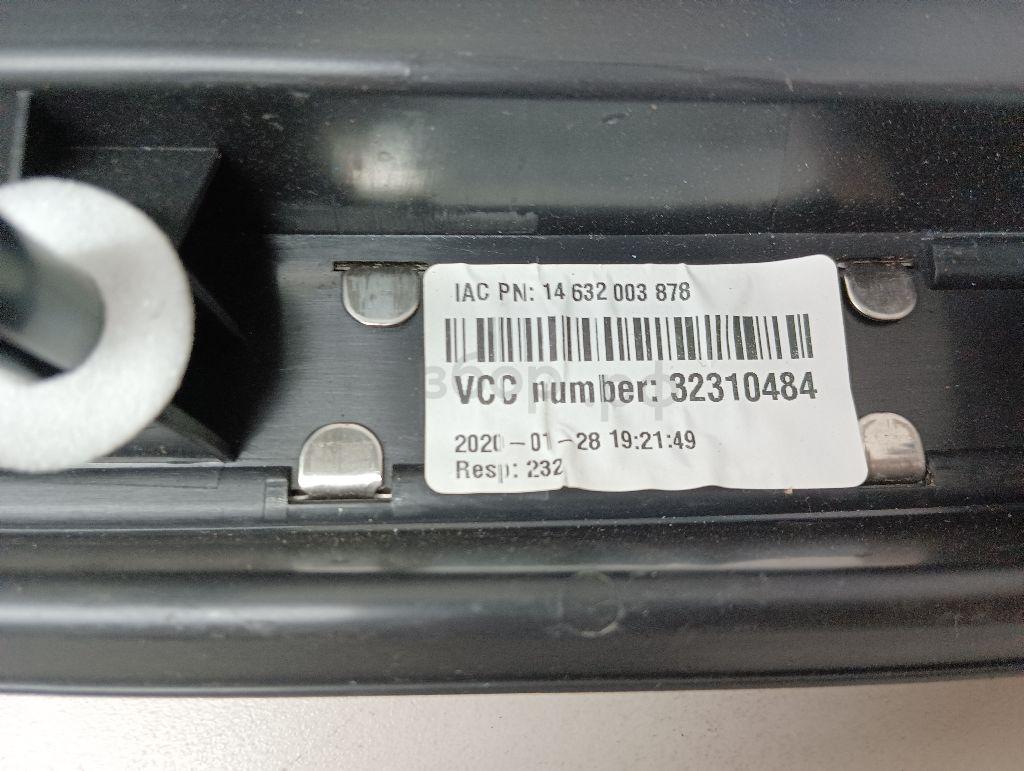 IAC PN: 14 632 003 878
VCC number: 32310484
2020-01-28 19:21:49
Resp: 232